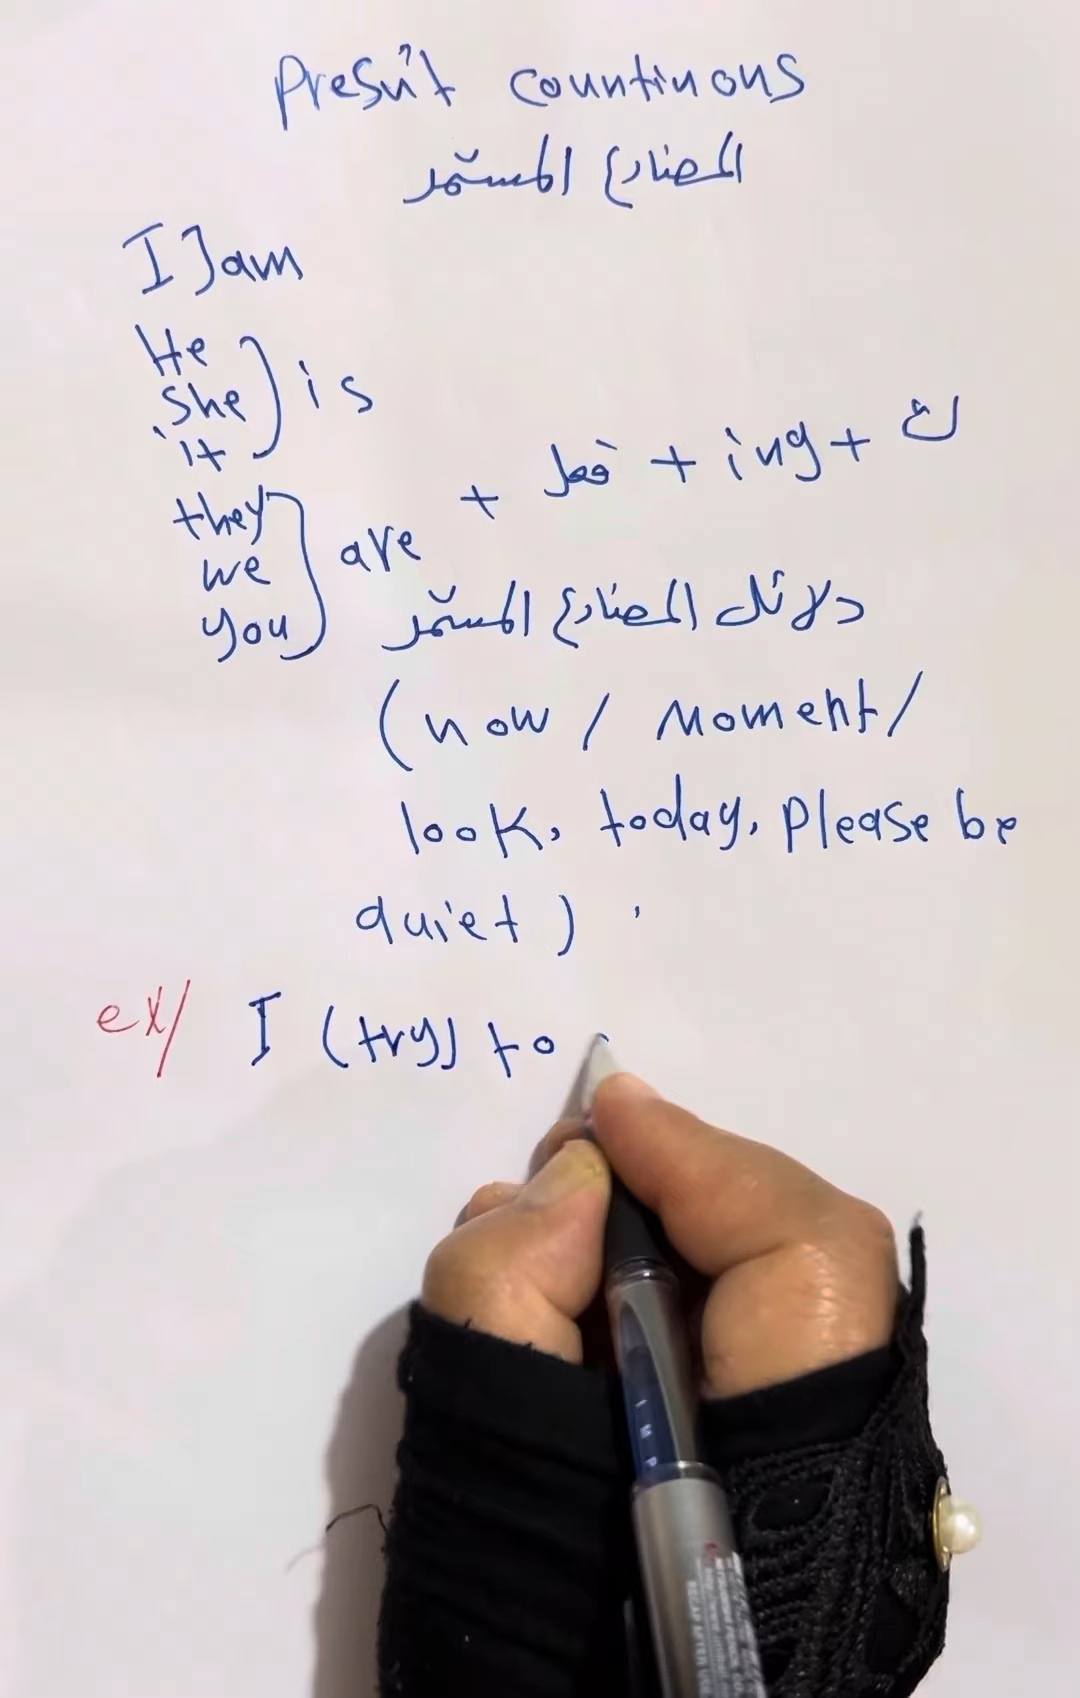 present countinous
المضارع المستمر
I] am
He
she
it
) is
they
we
you
) are
+ فعل + ing + ت
دلائل المضارع المستمر
(now / Moment /
look, today, please be
quiet) .
ex/ I (try) to